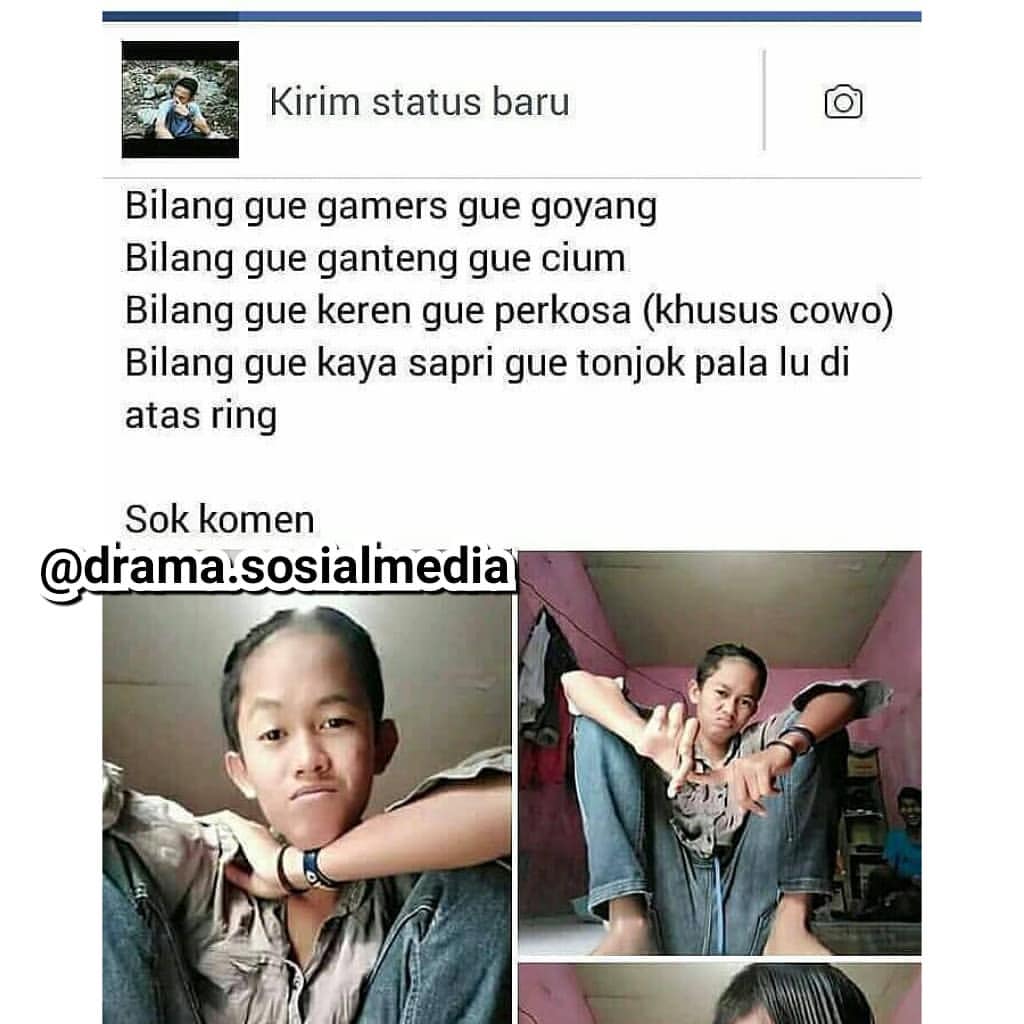 Kirim status baru
Bilang gue gamers gue goyang
Bilang gue ganteng gue cium
Bilang gue keren gue perkosa (khusus cowo)
Bilang gue kaya sapri gue tonjok pala lu di
atas ring
Sok komen
@drama.sosialmedia